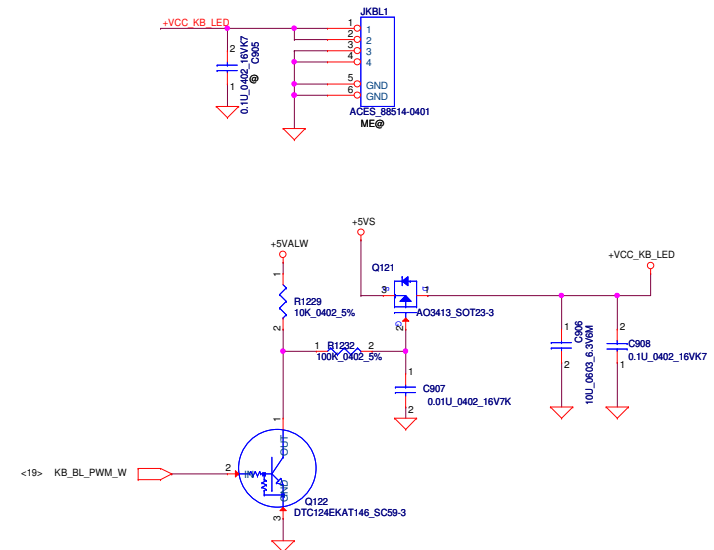 JKBL1
+VCC_KB_LED
1
2
3
4
5
6
1
2
3
4
GND
GND
2
1
0.1U_0402_16VK7
C905
@
ACES_88514-0401
ME@
+5VS
+5VALW
+VCC_KB_LED
Q121
3
1
AO3413_SOT23-3
2
1
R1229
10K_0402_5%
2
1
R1232
2
100K_0402_5%
1
C907
0.01U_0402_16V7K
2
1
C906
10U_0603_6.3V6M
2
2
C908
0.1U_0402_16VK7
1
1
OUT
<19>
KB_BL_PWM_W
2
IN
GND
3
Q122
DTC124EKAT146_SC59-3